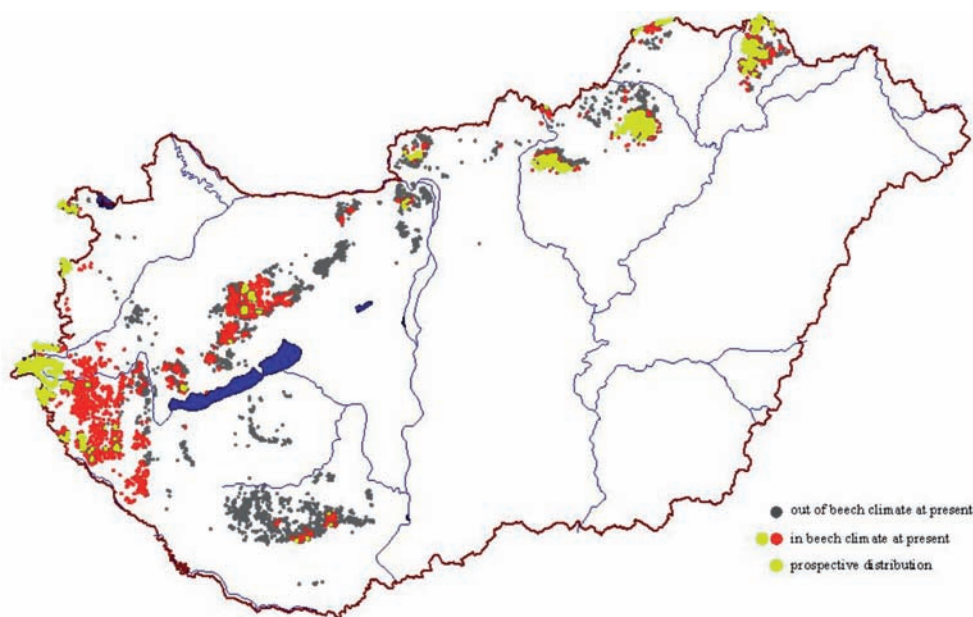 out of beech climate at present
in beech climate at present
prospective distribution